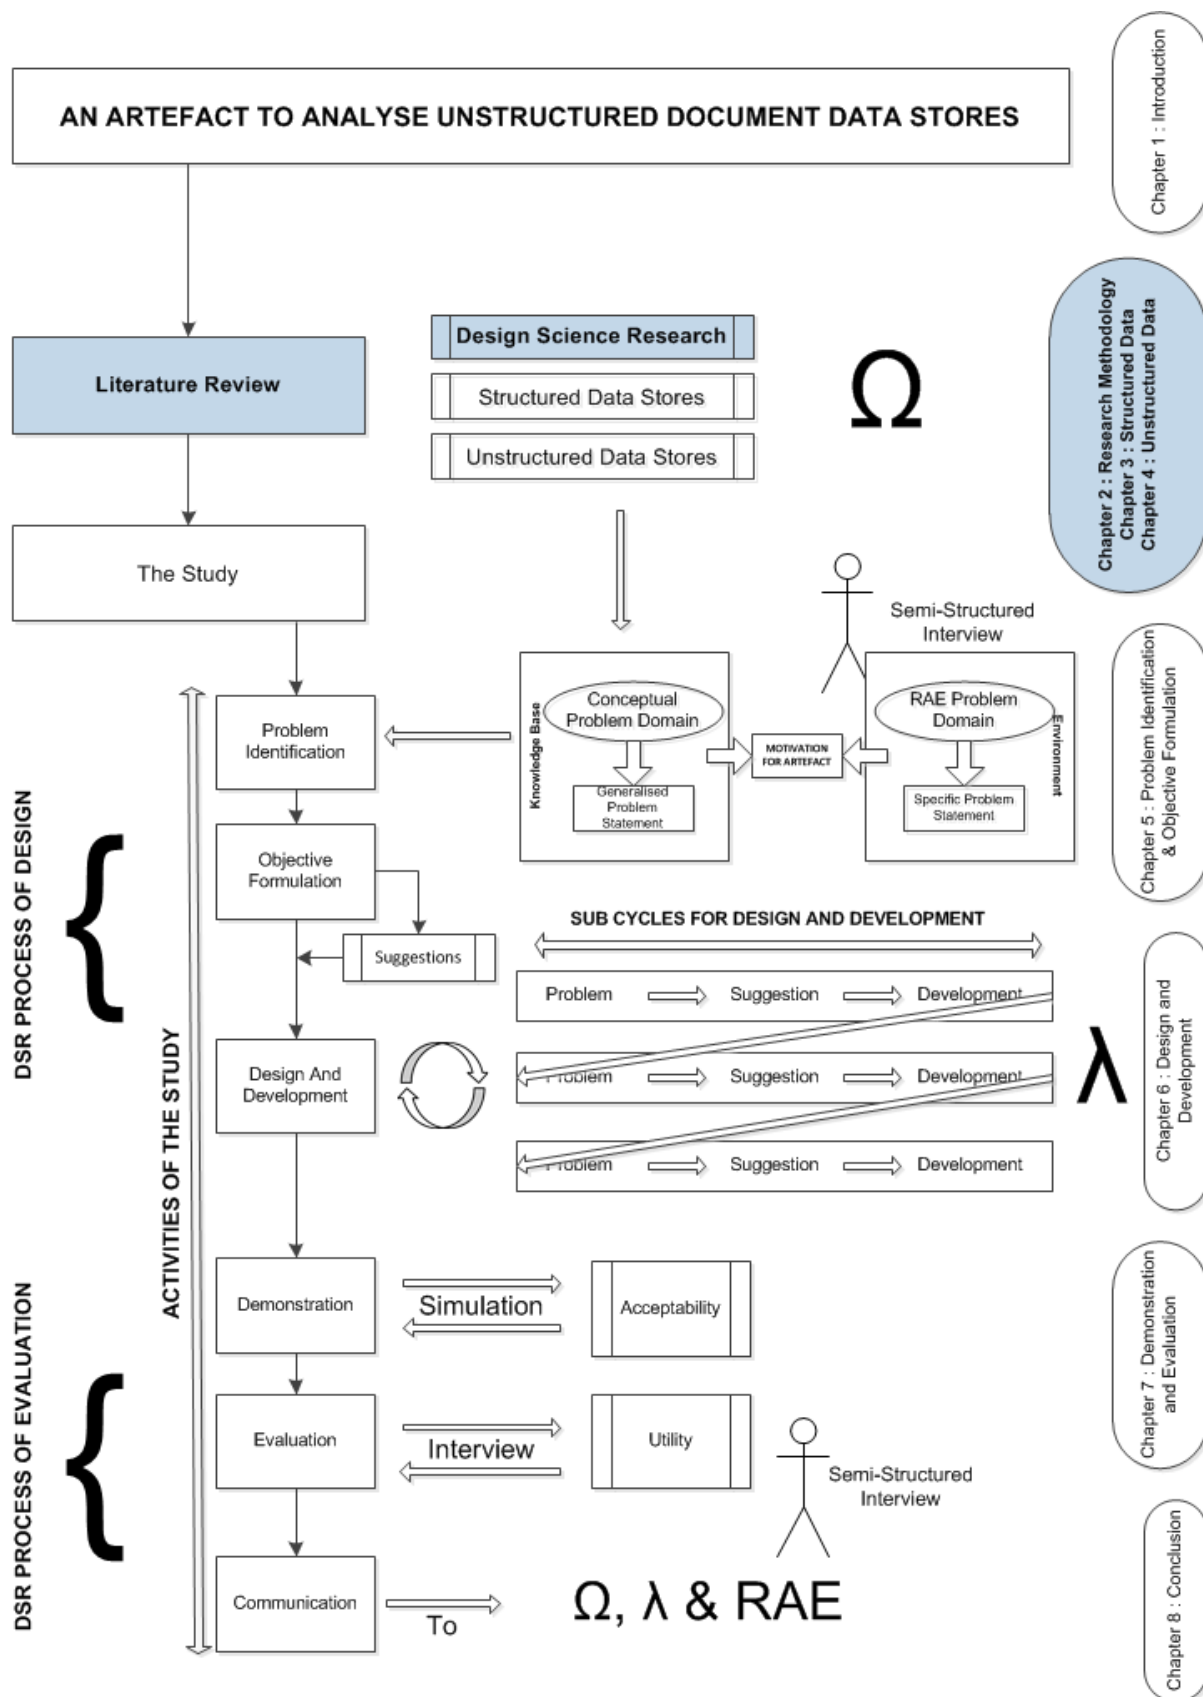 AN ARTEFACT TO ANALYSE UNSTRUCTURED DOCUMENT DATA STORES
Chapter 1 : Introduction
Literature Review
Design Science Research
Structured Data Stores
Unstructured Data Stores
Ω
Chapter 2 : Research Methodology
Chapter 3 : Structured Data
Chapter 4 : Unstructured Data
The Study
Semi-Structured
Interview
Problem
Identification
Knowledge Base
Conceptual
Problem Domain
Generalised
Problem
Statement
MOTIVATION
FOR ARTEFACT
RAE Problem
Domain
Specific Problem
Statement
Environment
Chapter 5 : Problem Identification
& Objective Formulation
DSR PROCESS OF DESIGN
{
Objective
Formulation
Suggestions
SUB CYCLES FOR DESIGN AND DEVELOPMENT
Problem
Suggestion
Development
ACTIVITIES OF THE STUDY
Design And
Development
Problem
Suggestion
Development
λ
Chapter 6 : Design and
Development
Problem
Suggestion
Development
DSR PROCESS OF EVALUATION
{
Demonstration
Simulation
Acceptability
Chapter 7 : Demonstration
and Evaluation
Evaluation
Interview
Utility
Semi-Structured
Interview
Communication
To
Ω, λ & RAE
Chapter 8 : Conclusion